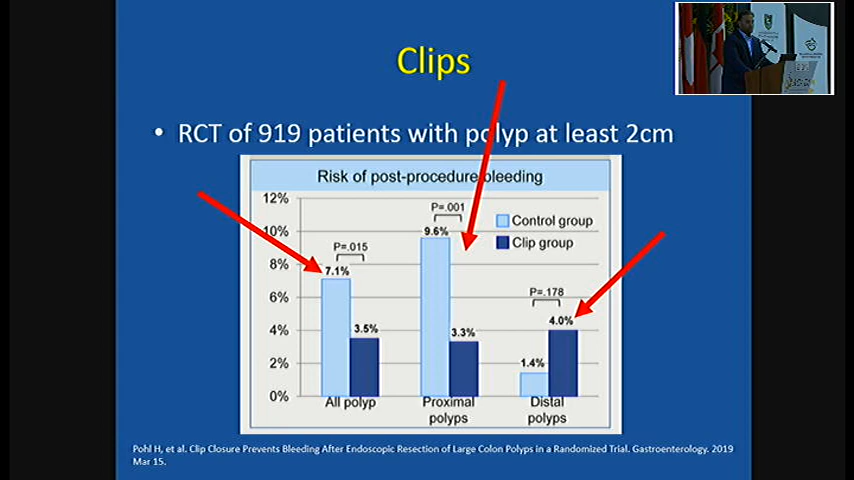 Clips
• RCT of 919 patients with polyp at least 2cm
Risk of post-procedure bleeding
12%
10%
8%
6%
4%
2%
0%
P=.015
7.1%
3.5%
P=.001
9.6%
3.3%
P=.178
1.4%
4.0%
Control group
Clip group
All polyp
Proximal
polyps
Distal
polyps
Pohl H, et al. Clip Closure Prevents Bleeding After Endoscopic Resection of Large Colon Polyps in a Randomized Trial. Gastroenterology. 2019
Mar 15.